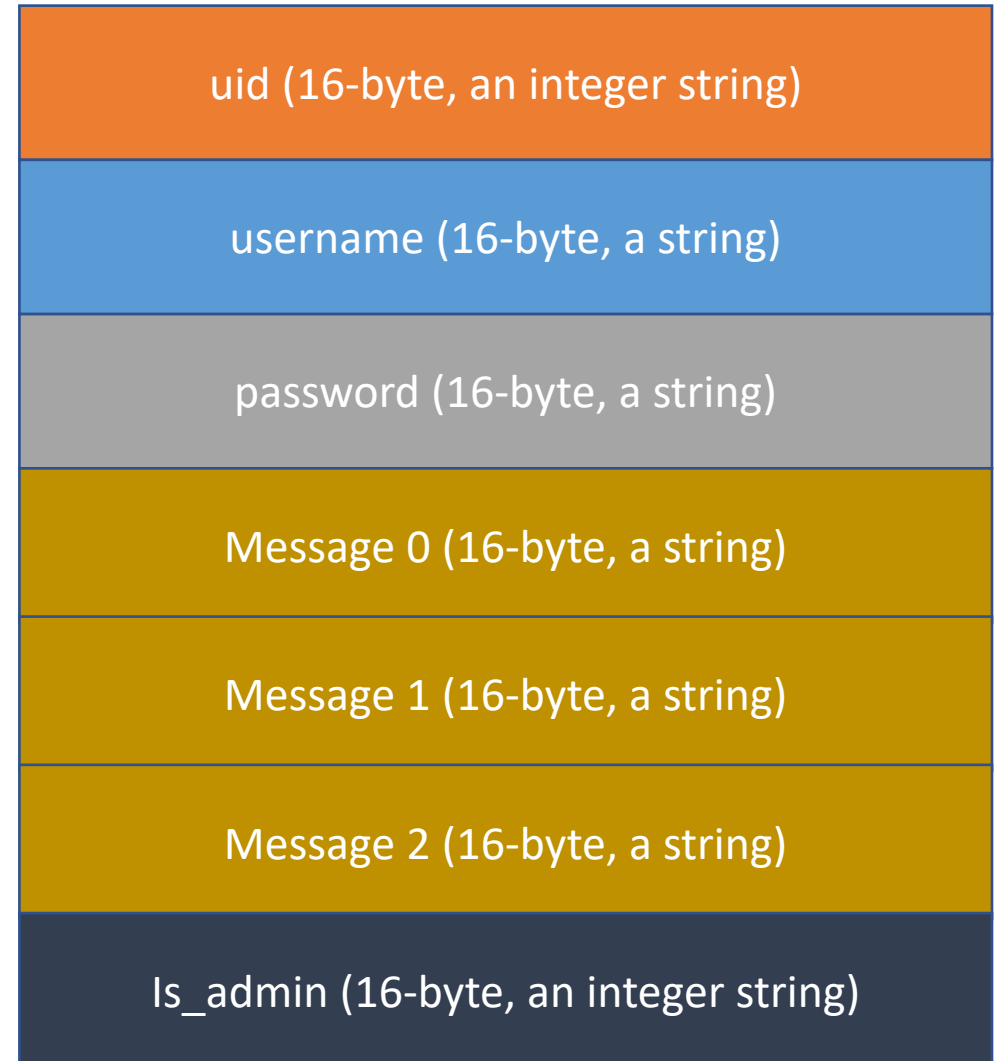 uid (16-byte, an integer string)
username (16-byte, a string)
password (16-byte, a string)
Message 0 (16-byte, a string)
Message 1 (16-byte, a string)
Message 2 (16-byte, a string)
Is_admin (16-byte, an integer string)